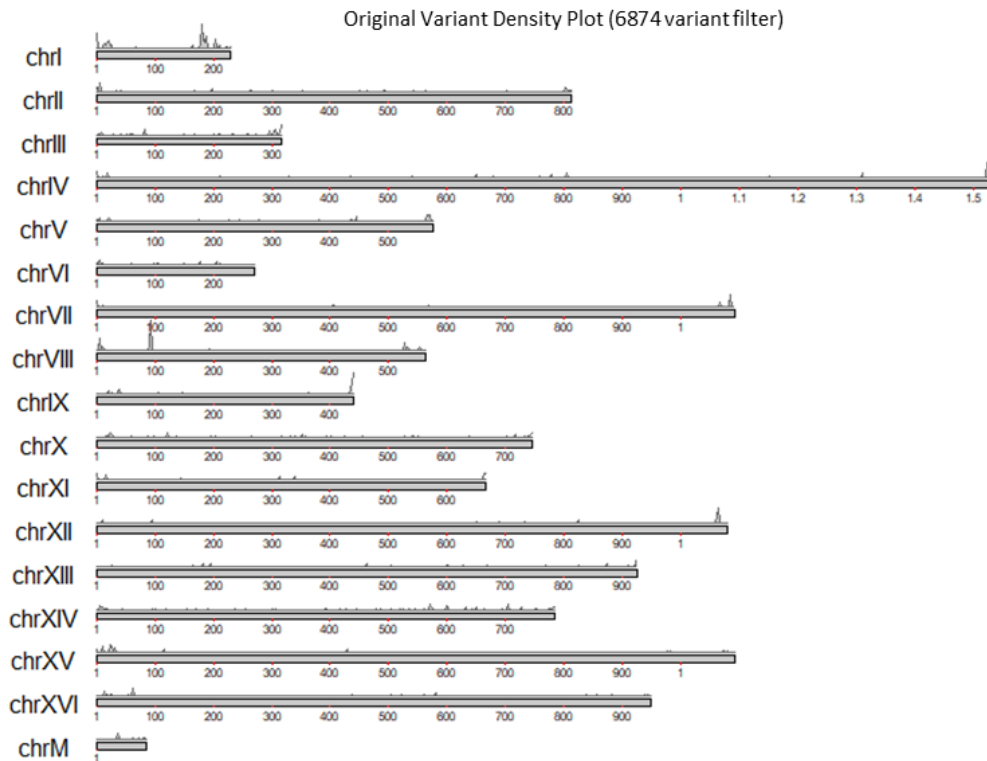 Original Variant Density Plot (6874 variant filter)
chrI
1 100 200
chrII
1 100 200 300 400 500 600 700 800
chrIII
1 100 200 300
chrIV
1 100 200 300 400 500 600 700 800 900 1 1.1 1.2 1.3 1.4 1.5
chrV
1 100 200 300 400 500
chrVI
1 100 200
chrVII
1 100 200 300 400 500 600 700 800 900 1
chrVIII
1 100 200 300 400 500
chrIX
1 100 200 300 400
chrX
1 100 200 300 400 500 600 700
chrXI
1 100 200 300 400 500 600
chrXII
1 100 200 300 400 500 600 700 800 900 1
chrXIII
1 100 200 300 400 500 600 700 800 900
chrXIV
1 100 200 300 400 500 600 700
chrXV
1 100 200 300 400 500 600 700 800 900 1
chrXVI
1 100 200 300 400 500 600 700 800 900
chrM
1